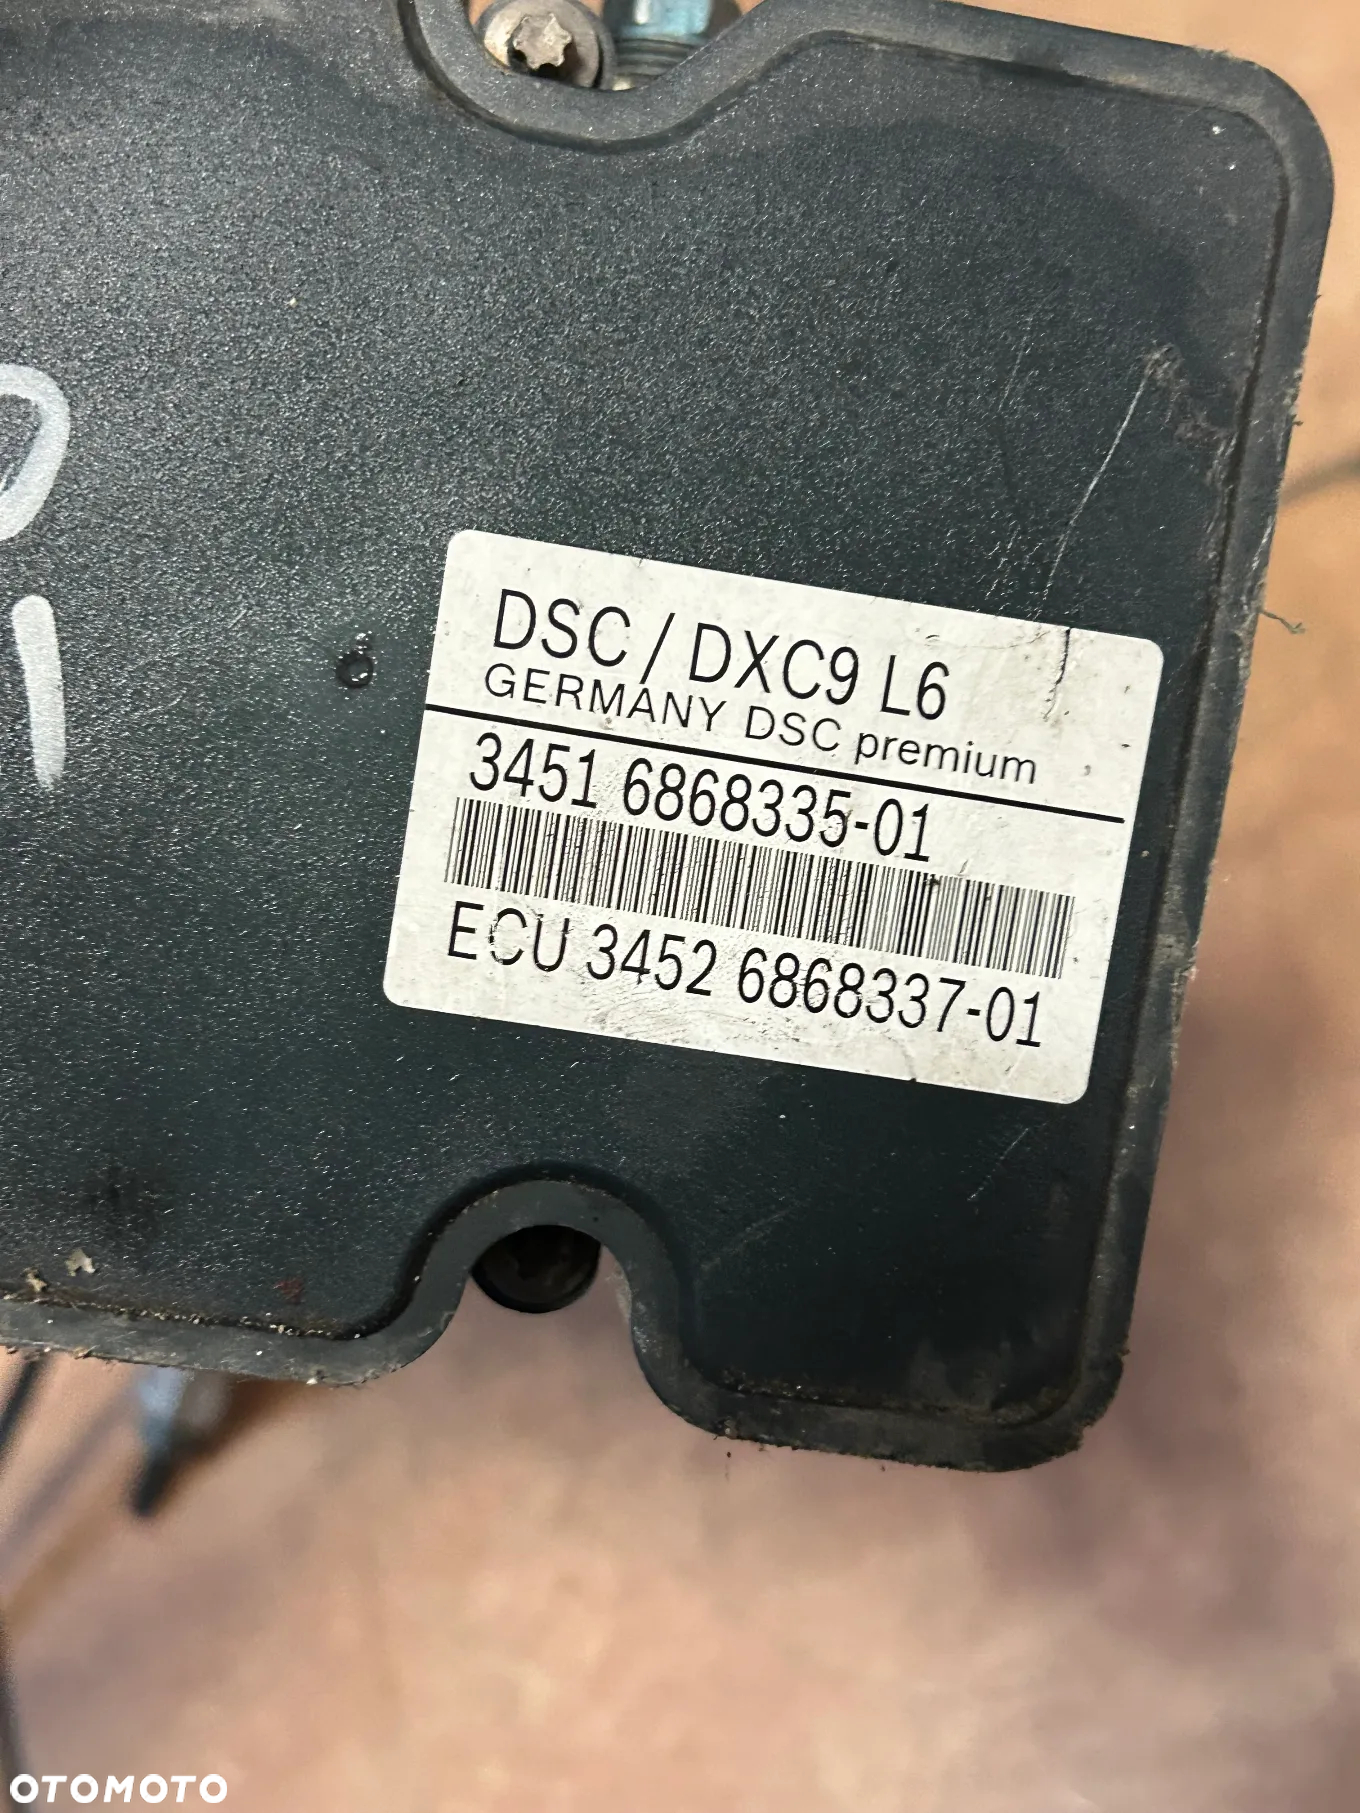 DSC / DXC9 L6
GERMANY DSC premium
3451 6868335-01
ECU 3452 6868337-01
OTOMOTO